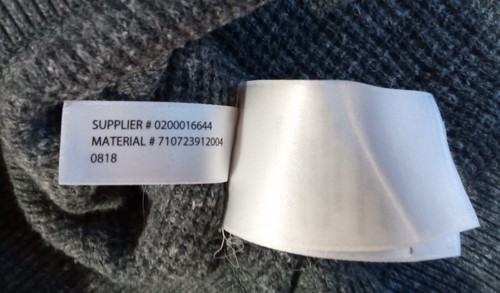 SUPPLIER # 0200016644
MATERIAL # 710723912004
0818